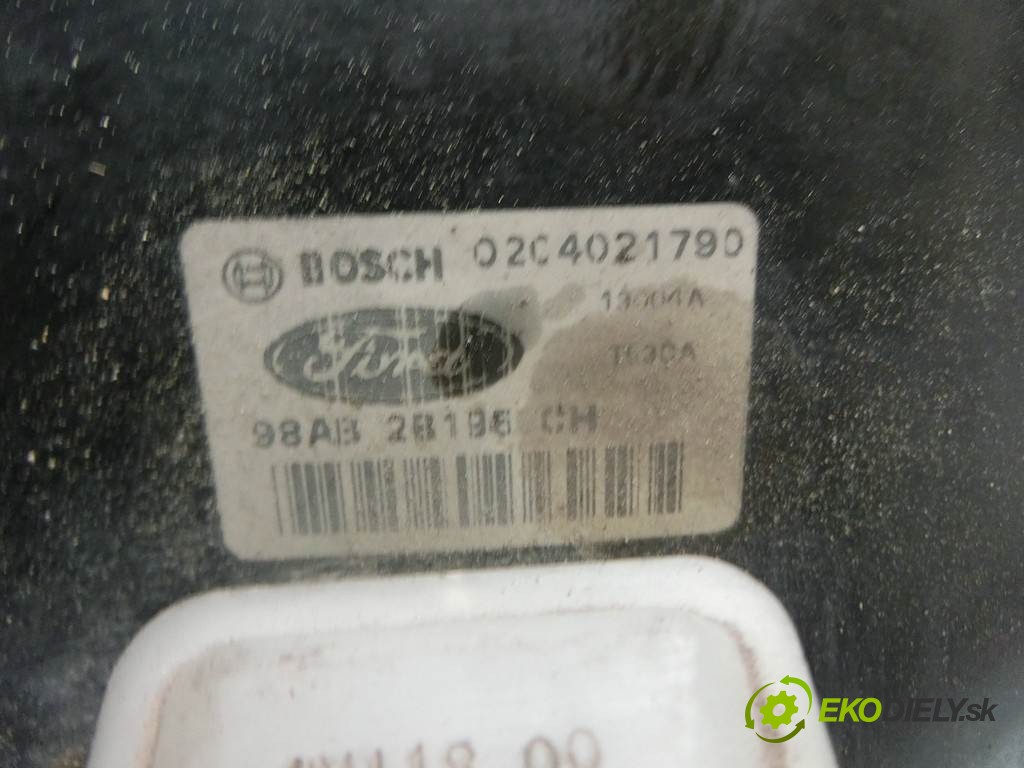 BOSCH 0204021790
13004A
Ford
T530A
98AB 2B195 CH
EKODIELY.sk